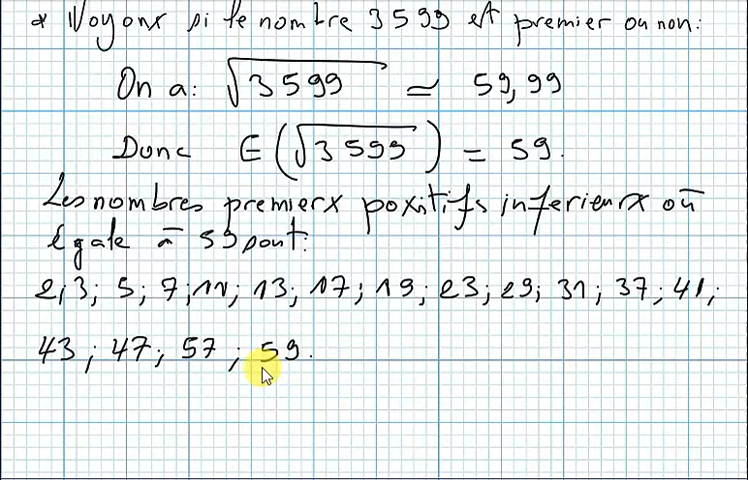 * Voyons si le nombre 3599 est premier ou non:
On a: √3599 ≃ 59,99
Donc E(√3599) = 59.
Les nombres premiers positifs inferieurs où
égale à 59 sont:
2; 3; 5; 7; 11; 13; 17; 19; 23; 29; 31; 37; 41;
43; 47; 57; 59.